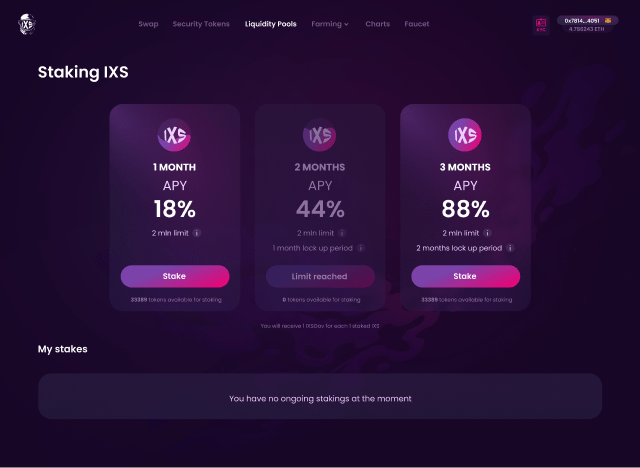 IXS
Swap
Security Tokens
Liquidity Pools
Farming
Charts
Faucet
0x7814...4051
4.786243 ETH
Staking IXS
IXS
1 MONTH
APY
18%
2 mln limit
Stake
33389 tokens available for staking
IXS
2 MONTHS
APY
44%
2 mln limit
1 month lock up period
Limit reached
0 tokens available for staking
IXS
3 MONTHS
APY
88%
2 mln limit
2 months lock up period
Stake
33389 tokens available for staking
You will receive 1 IXSGov for each 1 staked IXS
My stakes
You have no ongoing stakings at the moment